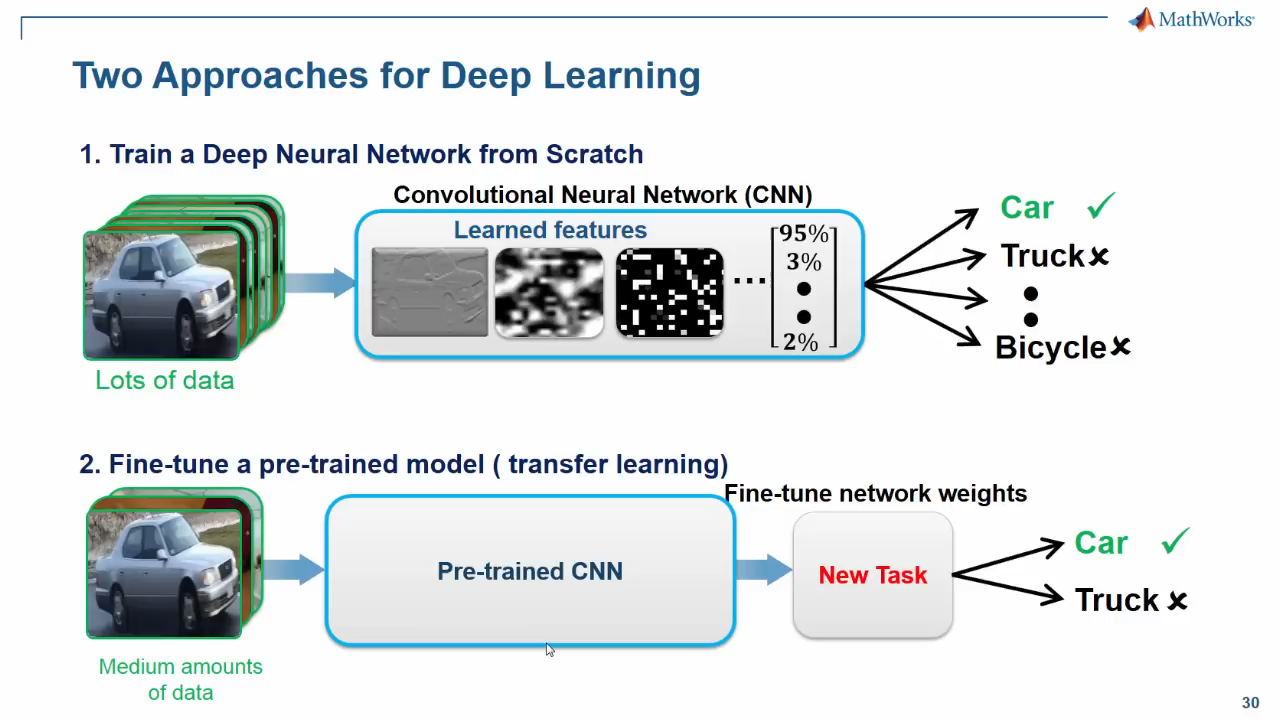 MathWorks
Two Approaches for Deep Learning
1. Train a Deep Neural Network from Scratch
Convolutional Neural Network (CNN)
Learned features
95%
3%
2%
...
Car ✓
Truck ✘
Bicycle ✘
Lots of data
2. Fine-tune a pre-trained model ( transfer learning)
Fine-tune network weights
Pre-trained CNN
New Task
Car ✓
Truck ✘
Medium amounts
of data
30